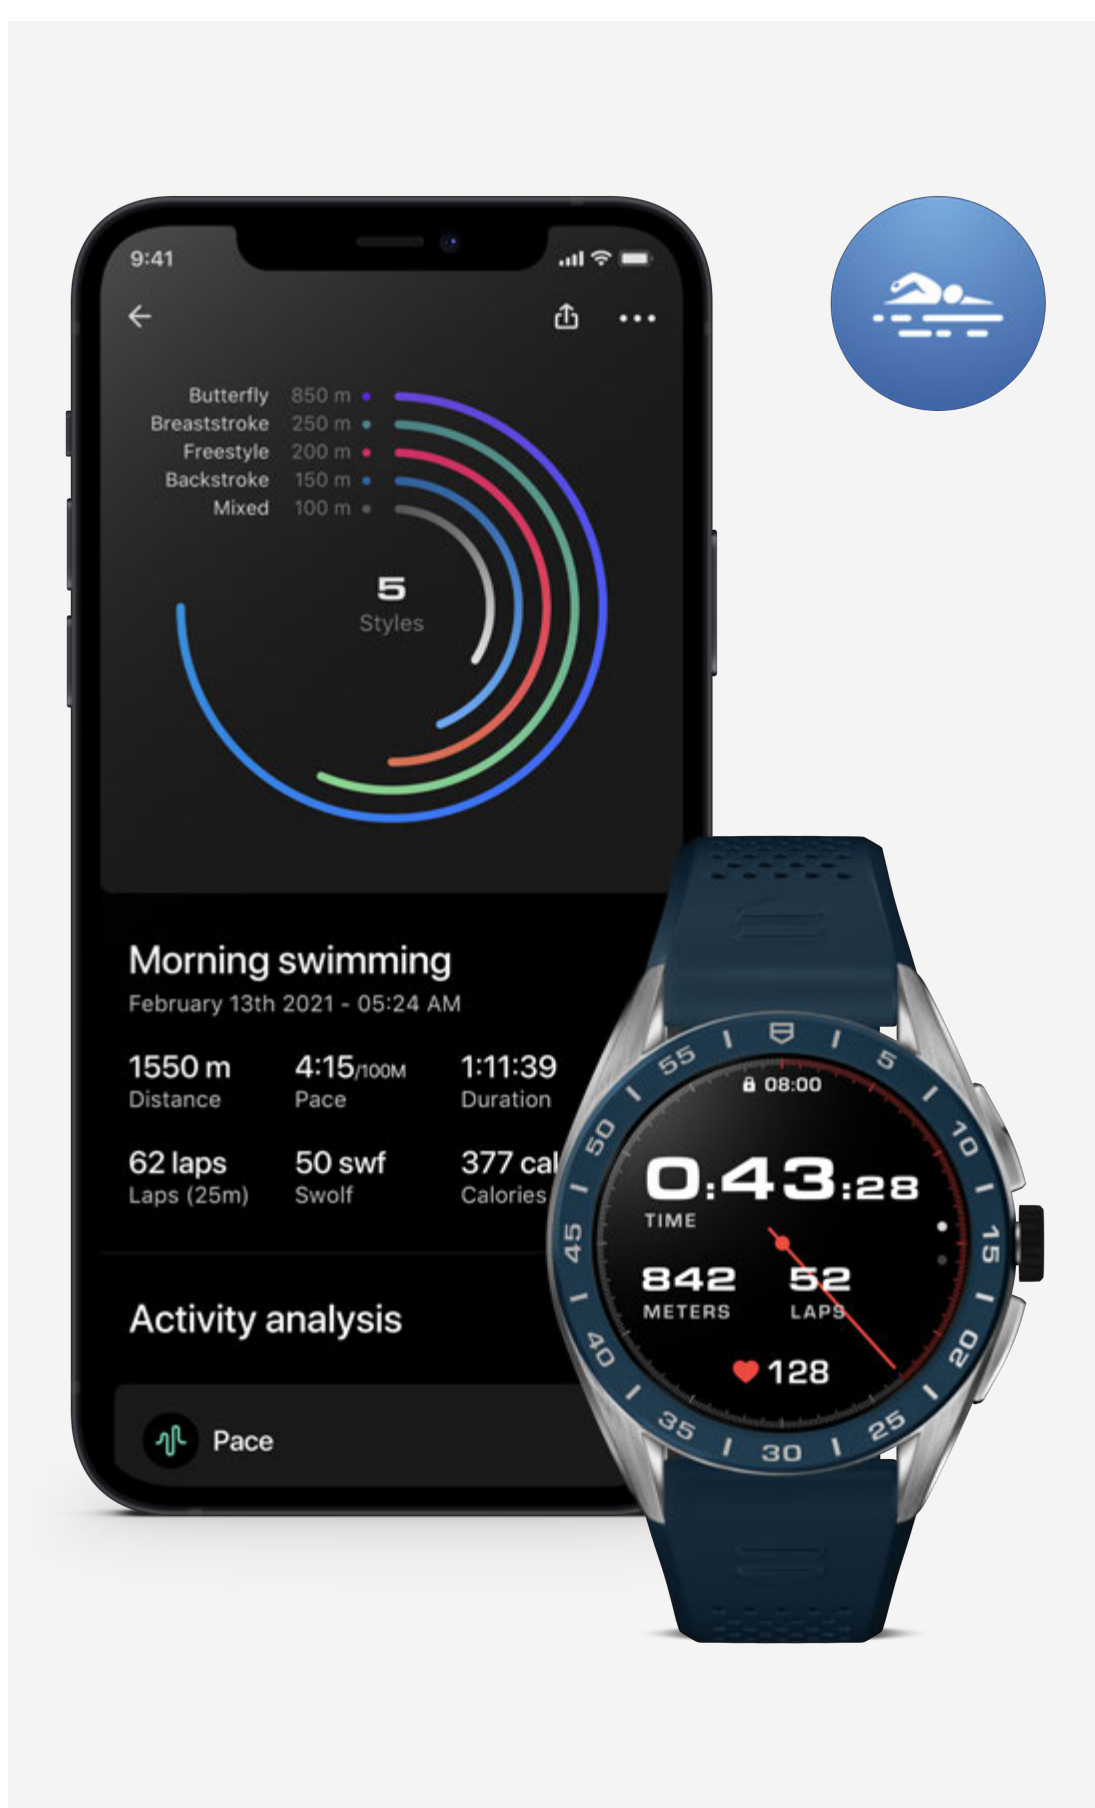 9:41
Butterfly 850 m
Breaststroke 250 m
Freestyle 200 m
Backstroke 150 m
Mixed 100 m
5
Styles
Morning swimming
February 13th 2021 - 05:24 AM
1550 m 4:15/100M 1:11:39
Distance Pace Duration
62 laps 50 swf 377 cal
Laps (25m) Swolf Calories
Activity analysis
Pace
5
10
15
20
25
30
35
40
45
50
55
08:00
0:43:28
TIME
842 52
METERS LAPS
128